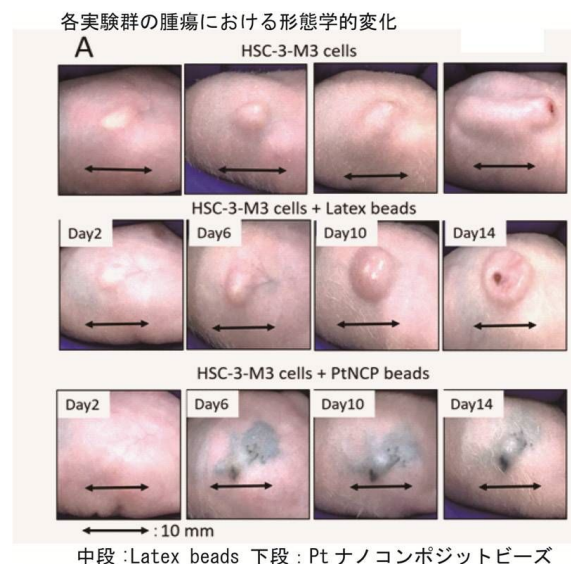 各実験群の腫瘍における形態学的変化
A
HSC-3-M3 cells
HSC-3-M3 cells + Latex beads
Day2
Day6
Day10
Day14
HSC-3-M3 cells + PtNCP beads
Day2
Day6
Day10
Day14
: 10 mm
中段:Latex beads 下段:Ptナノコンポジットビーズ